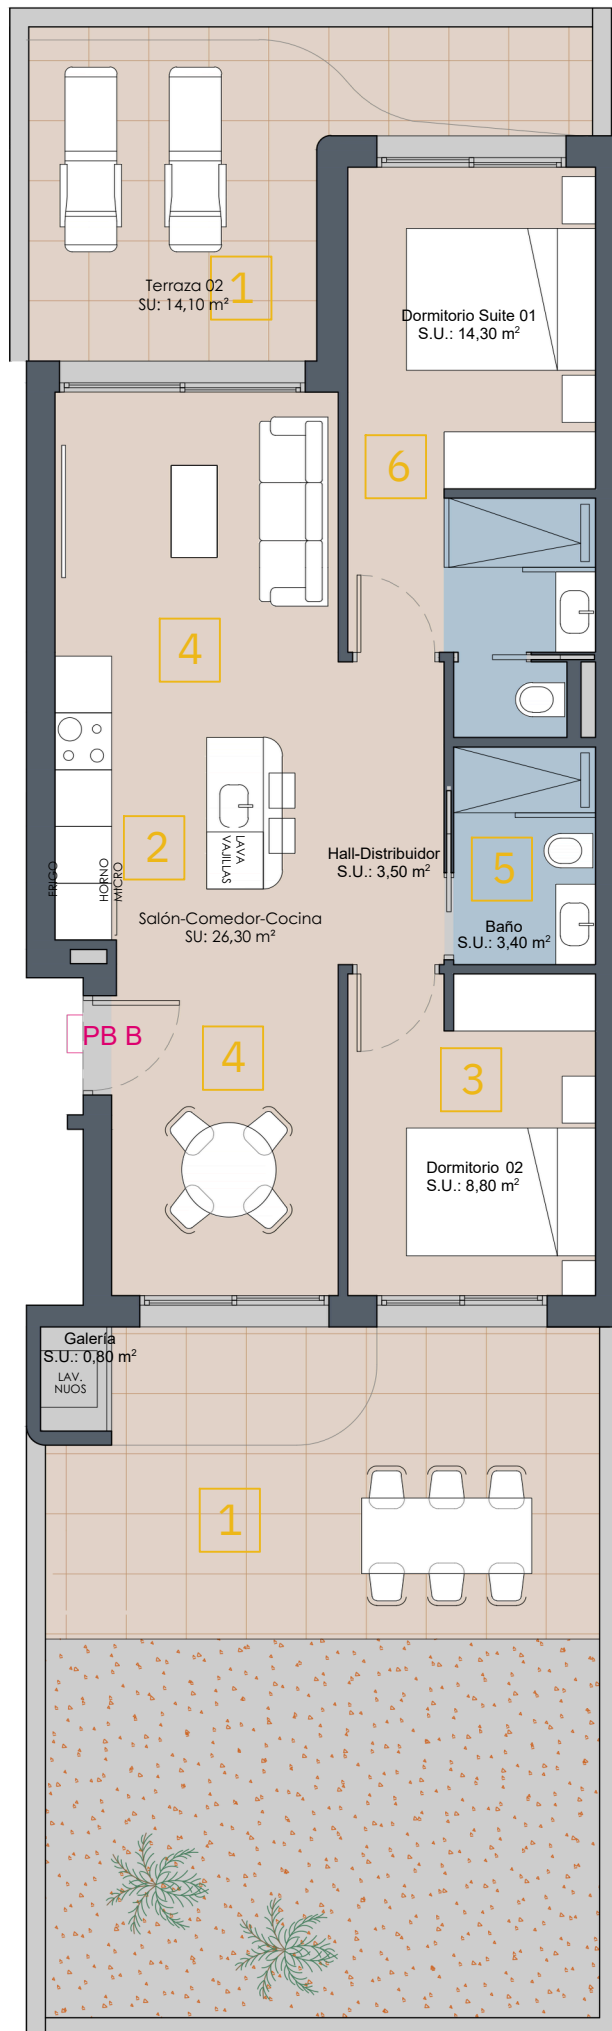 Terraza 02
SU: 14,10 m²
1
Dormitorio Suite 01
S.U.: 14,30 m²
6
4
2
LAVA
VAJILLAS
FRIGO
HORNO
MICRO
Hall-Distribuidor
S.U.: 3,50 m²
5
Salón-Comedor-Cocina
SU: 26,30 m²
Baño
S.U.: 3,40 m²
PB B
4
3
Dormitorio 02
S.U.: 8,80 m²
Galería
S.U.: 0,80 m²
LAV.
NUOS
1